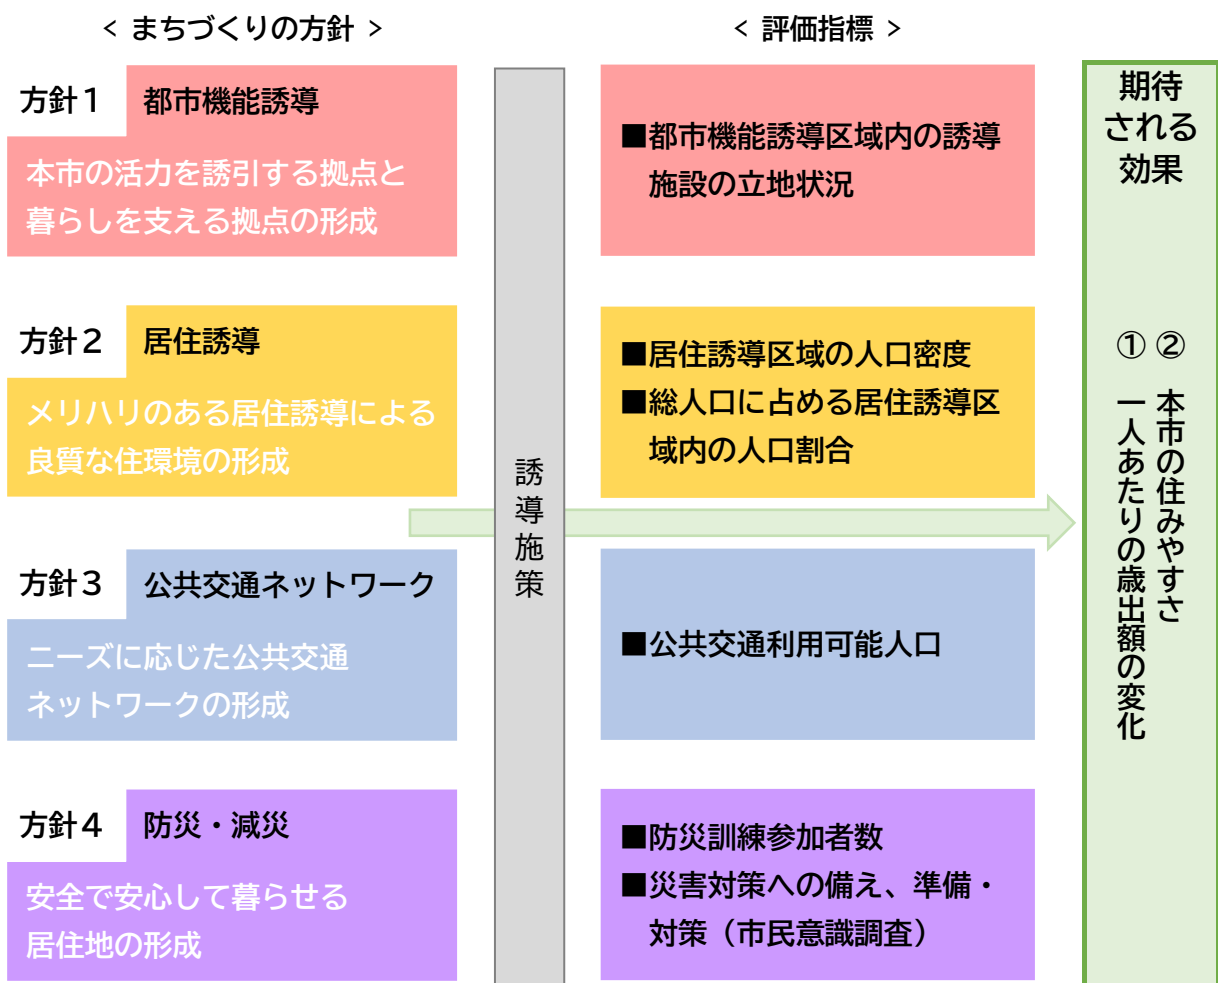 < まちづくりの方針 >
< 評価指標 >
方針1
都市機能誘導
本市の活力を誘引する拠点と
暮らしを支える拠点の形成
方針2
居住誘導
メリハリのある居住誘導による
良質な住環境の形成
方針3
公共交通ネットワーク
ニーズに応じた公共交通
ネットワークの形成
方針4
防災・減災
安全で安心して暮らせる
居住地の形成
誘導施策
■都市機能誘導区域内の誘導
施設の立地状況
■居住誘導区域の人口密度
■総人口に占める居住誘導区
域内の人口割合
■公共交通利用可能人口
■防災訓練参加者数
■災害対策への備え、準備・
対策（市民意識調査）
期待
される
効果
② 本市の住みやすさ
① 一人あたりの歳出額の変化